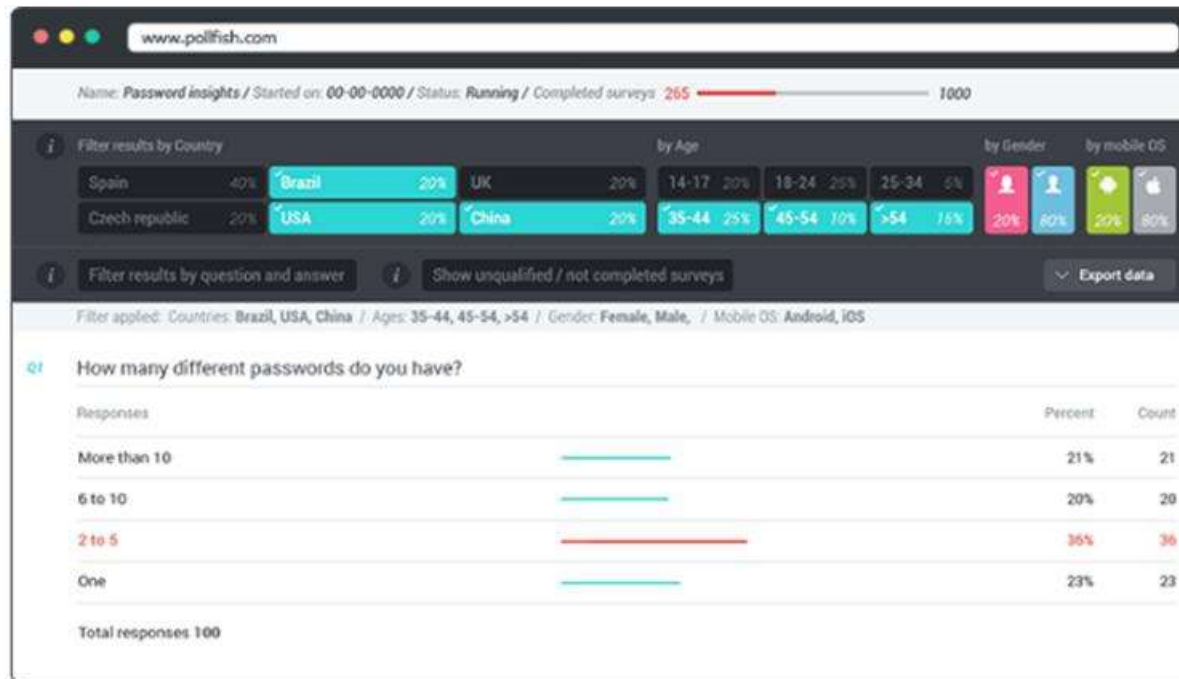 www.pollfish.com
Name: Password insights / Started on: 00-00-0000 / Status: Running / Completed surveys 265 1000
i Filter results by Country by Age by Gender by mobile OS
Spain 40% Brazil 20% UK 20% 14-17 20% 18-24 25% 25-34 5%
Czech republic 20% USA 20% China 20% 35-44 25% 45-54 10% >54 15% 20% 80% 20% 80%
i Filter results by question and answer i Show unqualified / not completed surveys Export data
Filter applied: Countries: Brazil, USA, China / Ages: 35-44, 45-54, >54 / Gender: Female, Male, / Mobile OS: Android, iOS
Q1 How many different passwords do you have?
Responses Percent Count
More than 10 21% 21
6 to 10 20% 20
2 to 5 36% 36
One 23% 23
Total responses 100